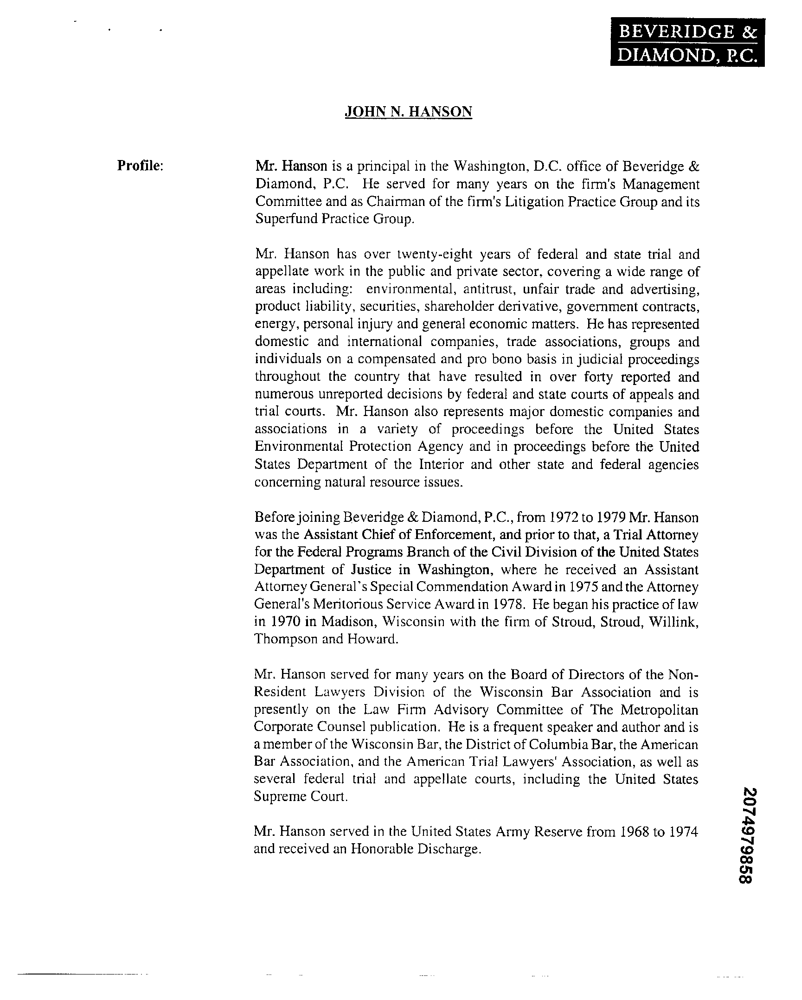 BEVERIDGE &
DIAMOND, P.C.
JOHN N. HANSON
Profile:
Mr. Hanson is a principal in the Washington, D.C. office of Beveridge &
Diamond, P.C. He served for many years on the firm's Management
Committee and as Chairman of the firm's Litigation Practice Group and its
Superfund Practice Group.
Mr. Hanson has over twenty-eight years of federal and state trial and
appellate work in the public and private sector, covering a wide range of
areas including: environmental, antitrust, unfair trade and advertising,
product liability, securities, shareholder derivative, government contracts,
energy, personal injury and general economic matters. He has represented
domestic and international companies, trade associations, groups and
individuals on a compensated and pro bono basis in judicial proceedings
throughout the country that have resulted in over forty reported and
numerous unreported decisions by federal and state courts of appeals and
trial courts. Mr. Hanson also represents major domestic companies and
associations in a variety of proceedings before the United States
Environmental Protection Agency and in proceedings before the United
States Department of the Interior and other state and federal agencies
concerning natural resource issues.
Before joining Beveridge & Diamond, P.C., from 1972 to 1979 Mr. Hanson
was the Assistant Chief of Enforcement, and prior to that, a Trial Attorney
for the Federal Programs Branch of the Civil Division of the United States
Department of Justice in Washington, where he received an Assistant
Attorney General's Special Commendation Award in 1975 and the Attorney
General's Meritorious Service Award in 1978. He began his practice of law
in 1970 in Madison, Wisconsin with the firm of Stroud, Stroud, Willink,
Thompson and Howard.
Mr. Hanson served for many years on the Board of Directors of the Non-
Resident Lawyers Division of the Wisconsin Bar Association and is
presently on the Law Firm Advisory Committee of The Metropolitan
Corporate Counsel publication. He is a frequent speaker and author and is
a member of the Wisconsin Bar, the District of Columbia Bar, the American
Bar Association, and the American Trial Lawyers' Association, as well as
several federal trial and appellate courts, including the United States
Supreme Court.
Mr. Hanson served in the United States Army Reserve from 1968 to 1974
and received an Honorable Discharge.
2074979858